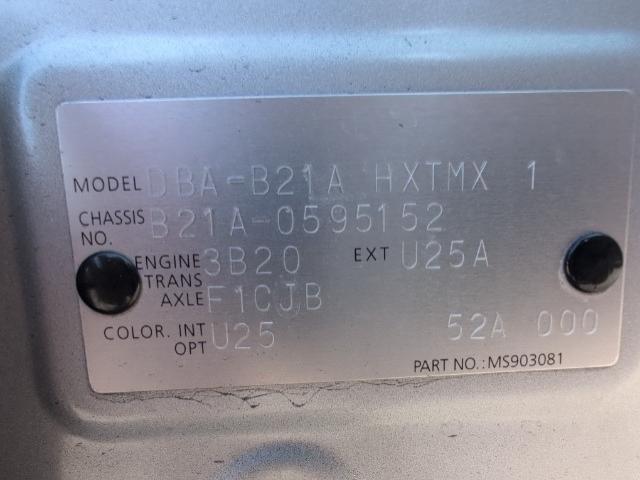 MODEL DBA-B21A HXTMX 1
CHASSIS NO. B21A-0595152
ENGINE 3B20 EXT U25A
TRANS AXLE F1CJB
COLOR. INT OPT U25 52A 000
PART NO.:MS903081